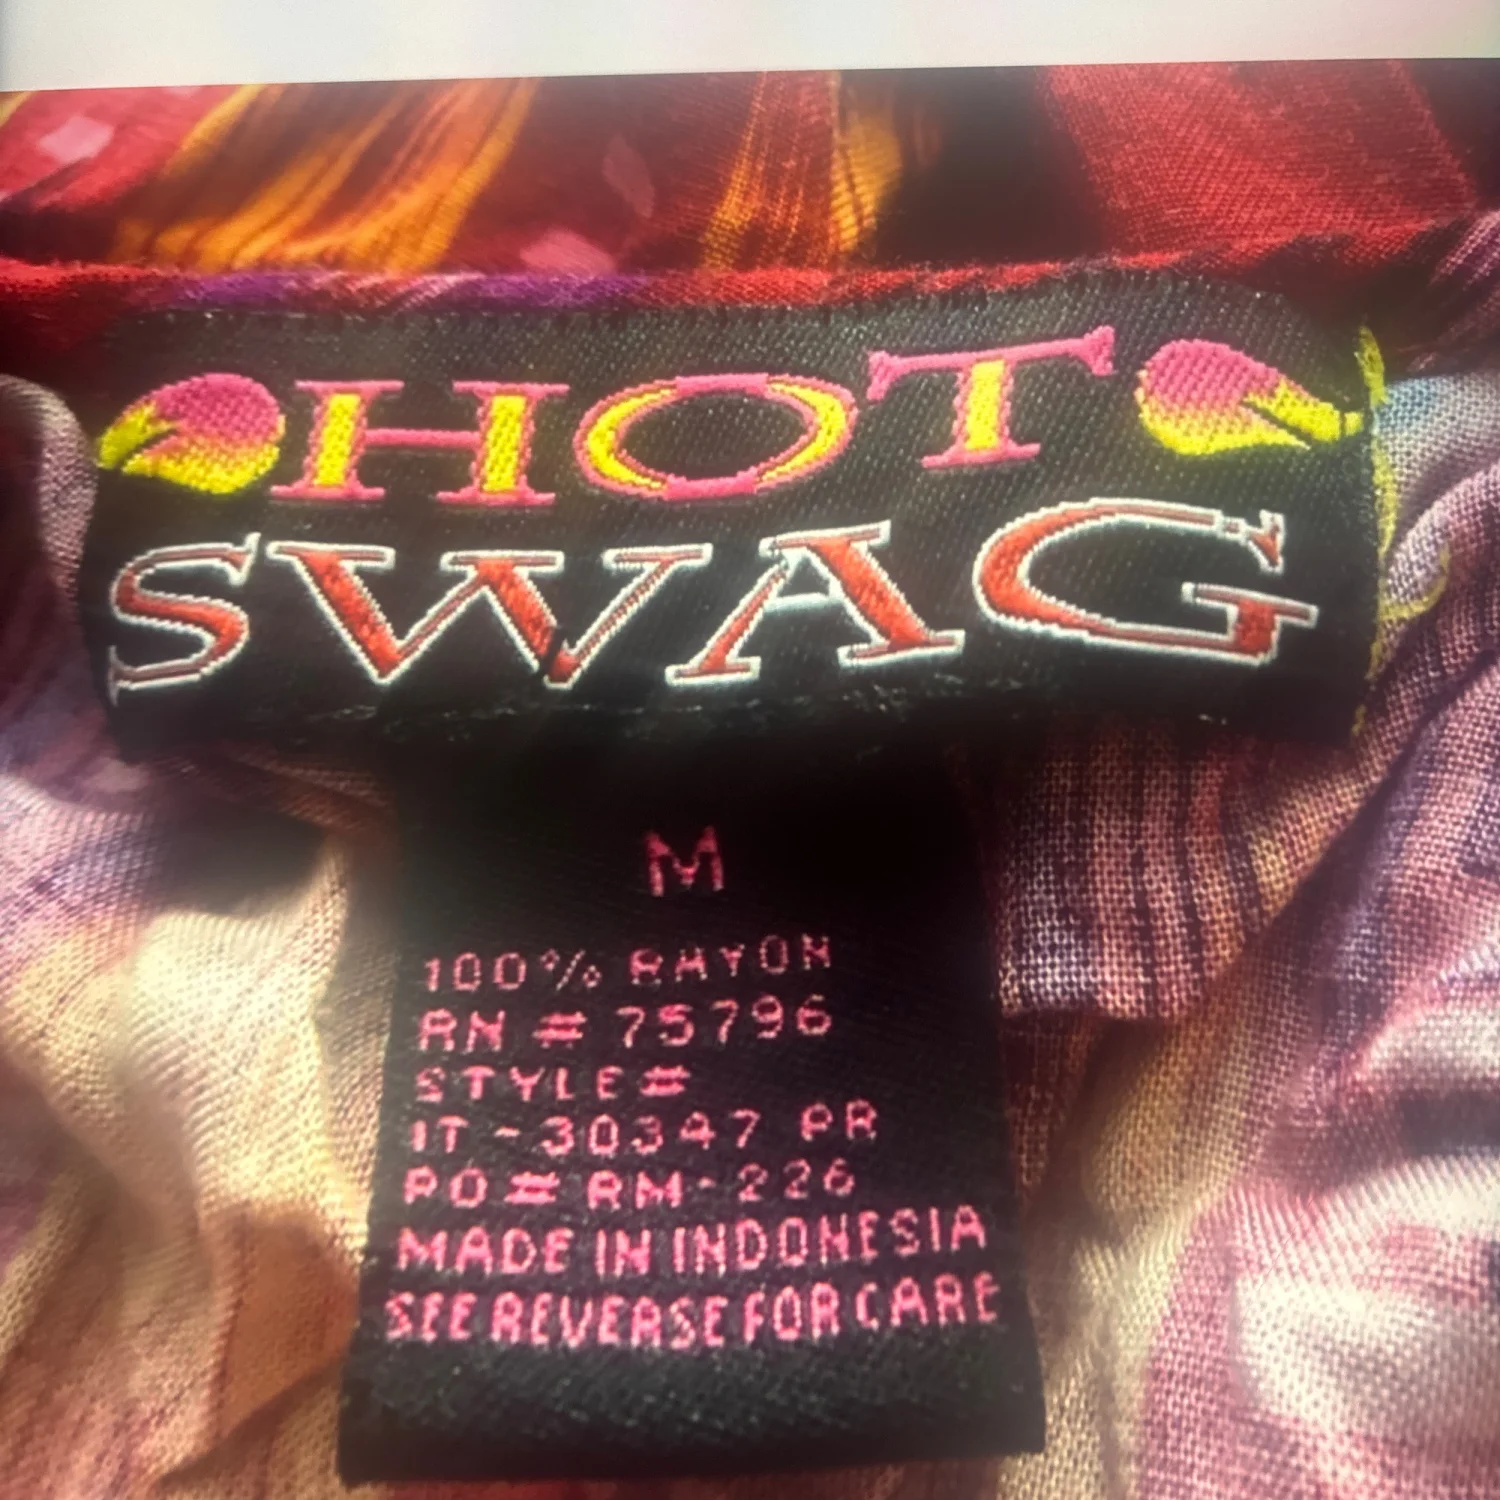 HOT
SWAG
M
100% RAYON
RN # 75796
STYLE#
IT-30347 PR
PO# RM-226
MADE IN INDONESIA
SEE REVERSE FOR CARE